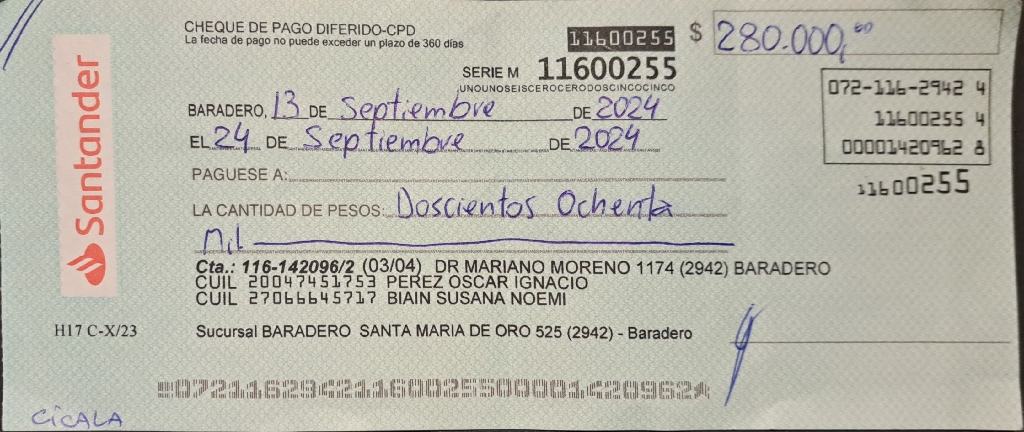 CHEQUE DE PAGO DIFERIDO-CPD
La fecha de pago no puede exceder un plazo de 360 días
11600255
$ 280.000,00
SERIE M 11600255
UNOUNOSEISCEROCERODOSCINCOCINCO
072-116-2942 4
11600255 4
00001420962 8
11600255
BARADERO, 13 DE Septiembre DE 2024
EL 24 DE Septiembre DE 2024
PAGUESE A:
LA CANTIDAD DE PESOS: Doscientos Ochenta
Mil
Santander
Cta.: 116-142096/2 (03/04) DR MARIANO MORENO 1174 (2942) BARADERO
CUIL 20047451753 PEREZ OSCAR IGNACIO
CUIL 27066645717 BIAIN SUSANA NOEMI
H17 C-X/23
Sucursal BARADERO SANTA MARIA DE ORO 525 (2942) - Baradero
07211629421160025500001420962
CiCALA